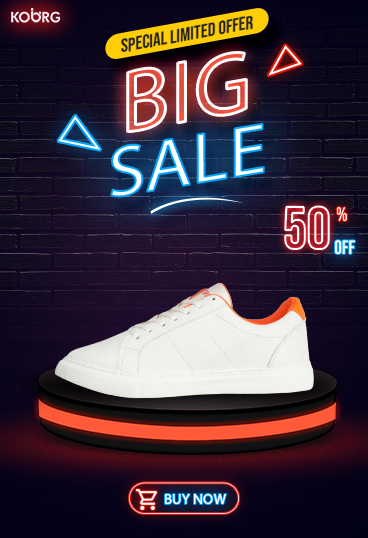 KOBRG
SPECIAL LIMITED OFFER
BIG
SALE
50 %
OFF
BUY NOW